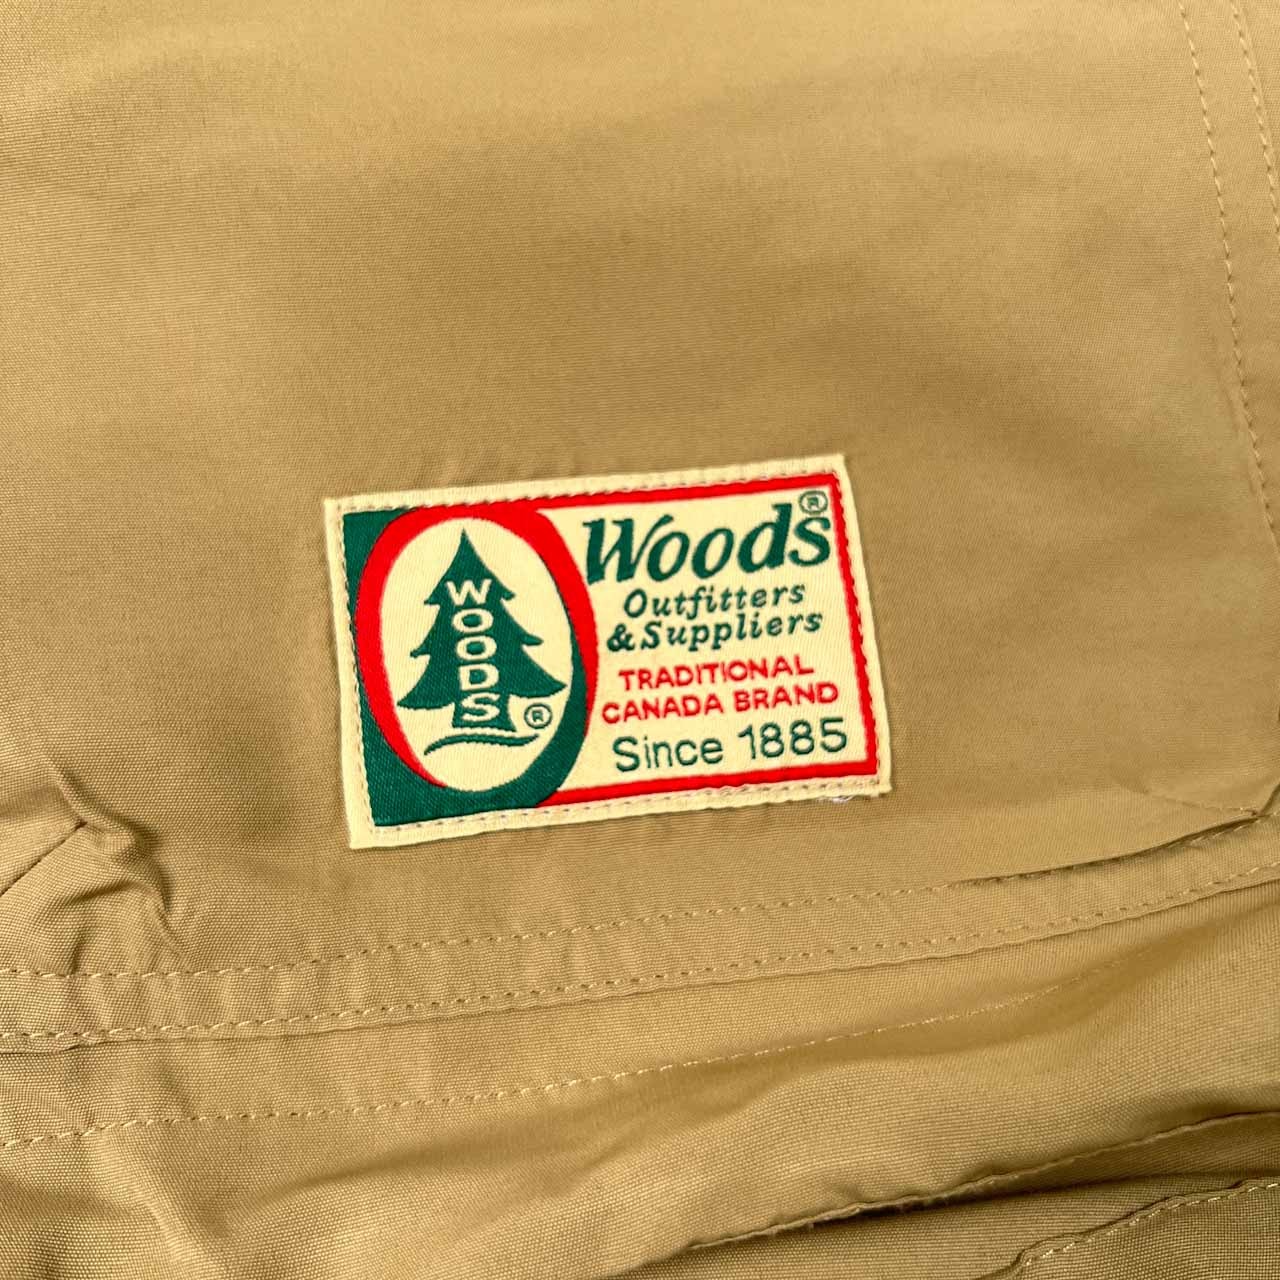 WOODS
®
Woods®
Outfitters
& Suppliers
TRADITIONAL
CANADA BRAND
Since 1885